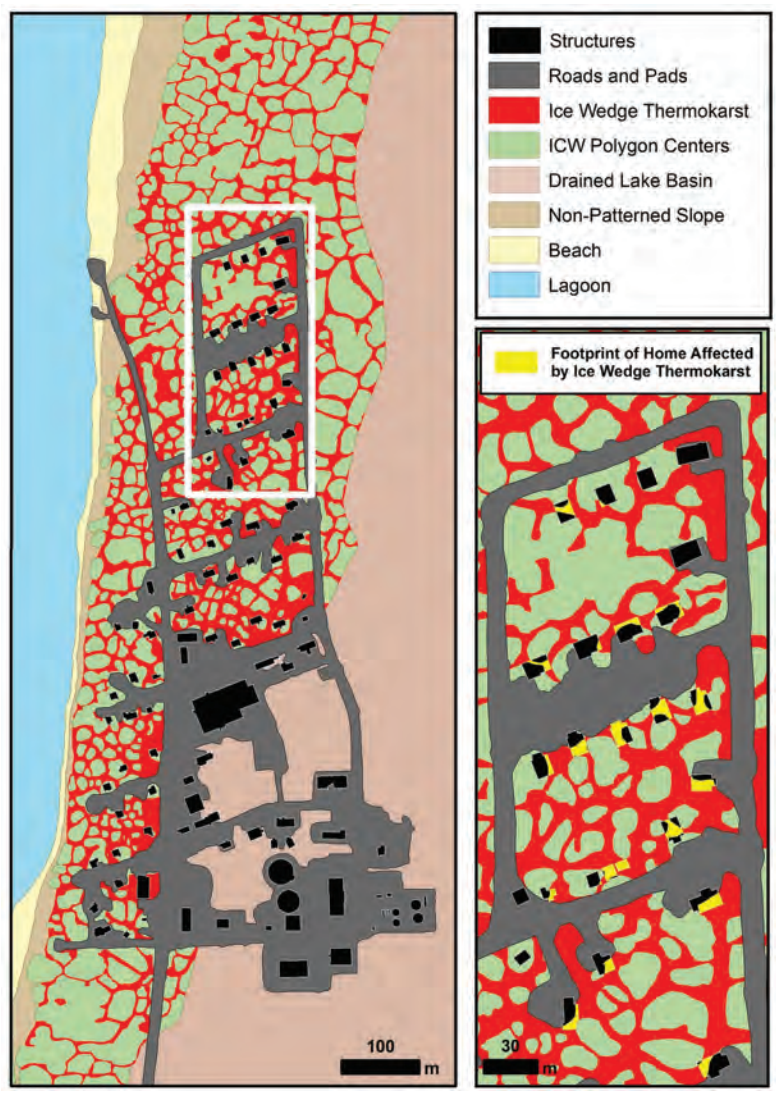 Structures
Roads and Pads
Ice Wedge Thermokarst
ICW Polygon Centers
Drained Lake Basin
Non-Patterned Slope
Beach
Lagoon
Footprint of Home Affected
by Ice Wedge Thermokarst
100
m
30
m